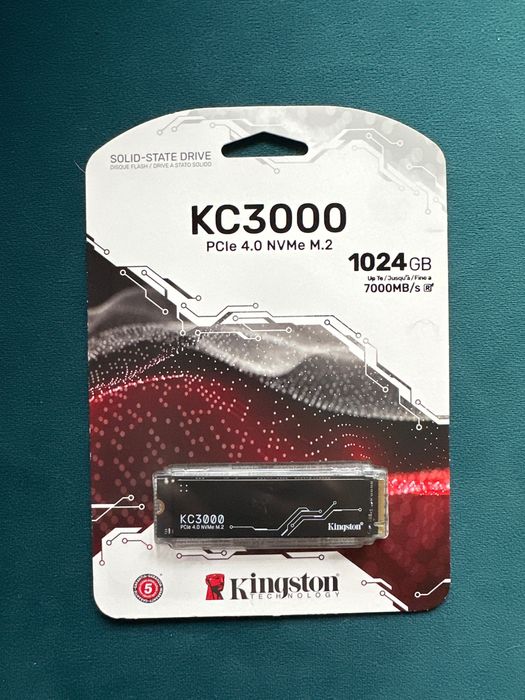 SOLID-STATE DRIVE
DISQUE FLASH / DRIVE A STATO SOLIDO
KC3000
PCIe 4.0 NVMe M.2
1024GB
Up To / Jusqu'à / Fino a
7000MB/s R
KC3000
PCIe 4.0 NVMe M.2
Kingston
5
Kingston
TECHNOLOGY